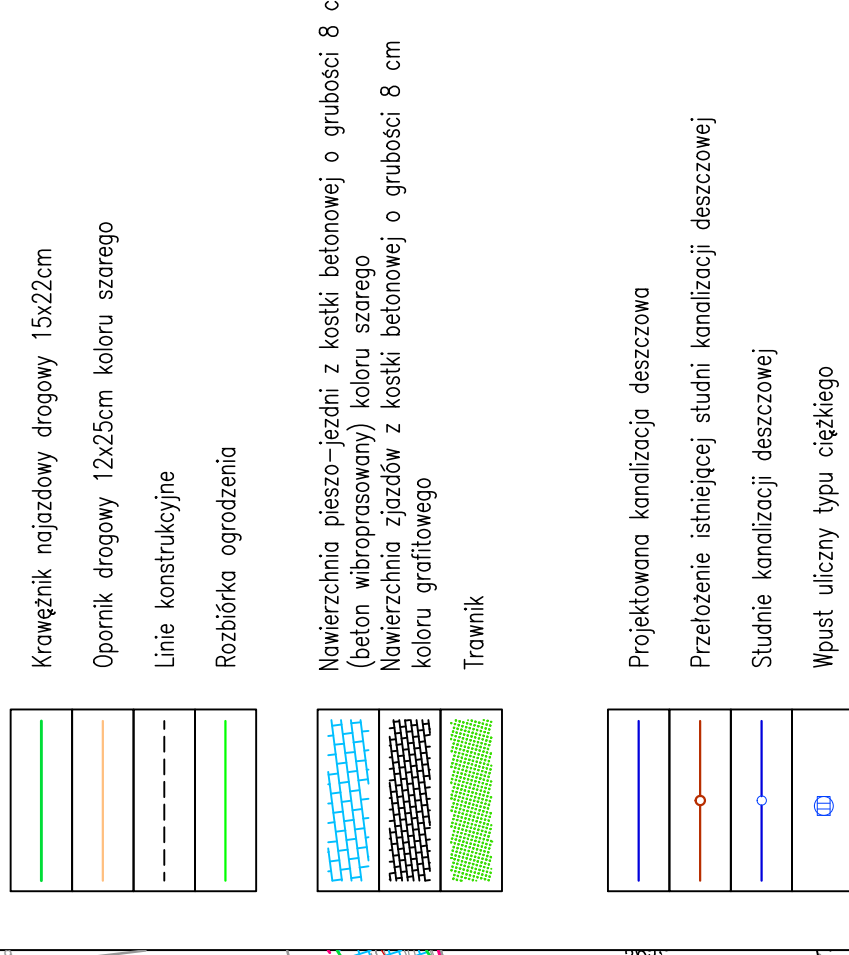 Krawężnik najazdowy drogowy 15x22cm
Opornik drogowy 12x25cm koloru szarego
Linie konstrukcyjne
Rozbiórka ogrodzenia
Nawierzchnia pieszo-jezdni z kostki betonowej o grubości 8 c
(beton wibroprasowany) koloru szarego
Nawierzchnia zjazdów z kostki betonowej o grubości 8 cm
koloru grafitowego
Trawnik
Projektowana kanalizacja deszczowa
Przełożenie istniejącej studni kanalizacji deszczowej
Studnie kanalizacji deszczowej
Wpust uliczny typu ciężkiego